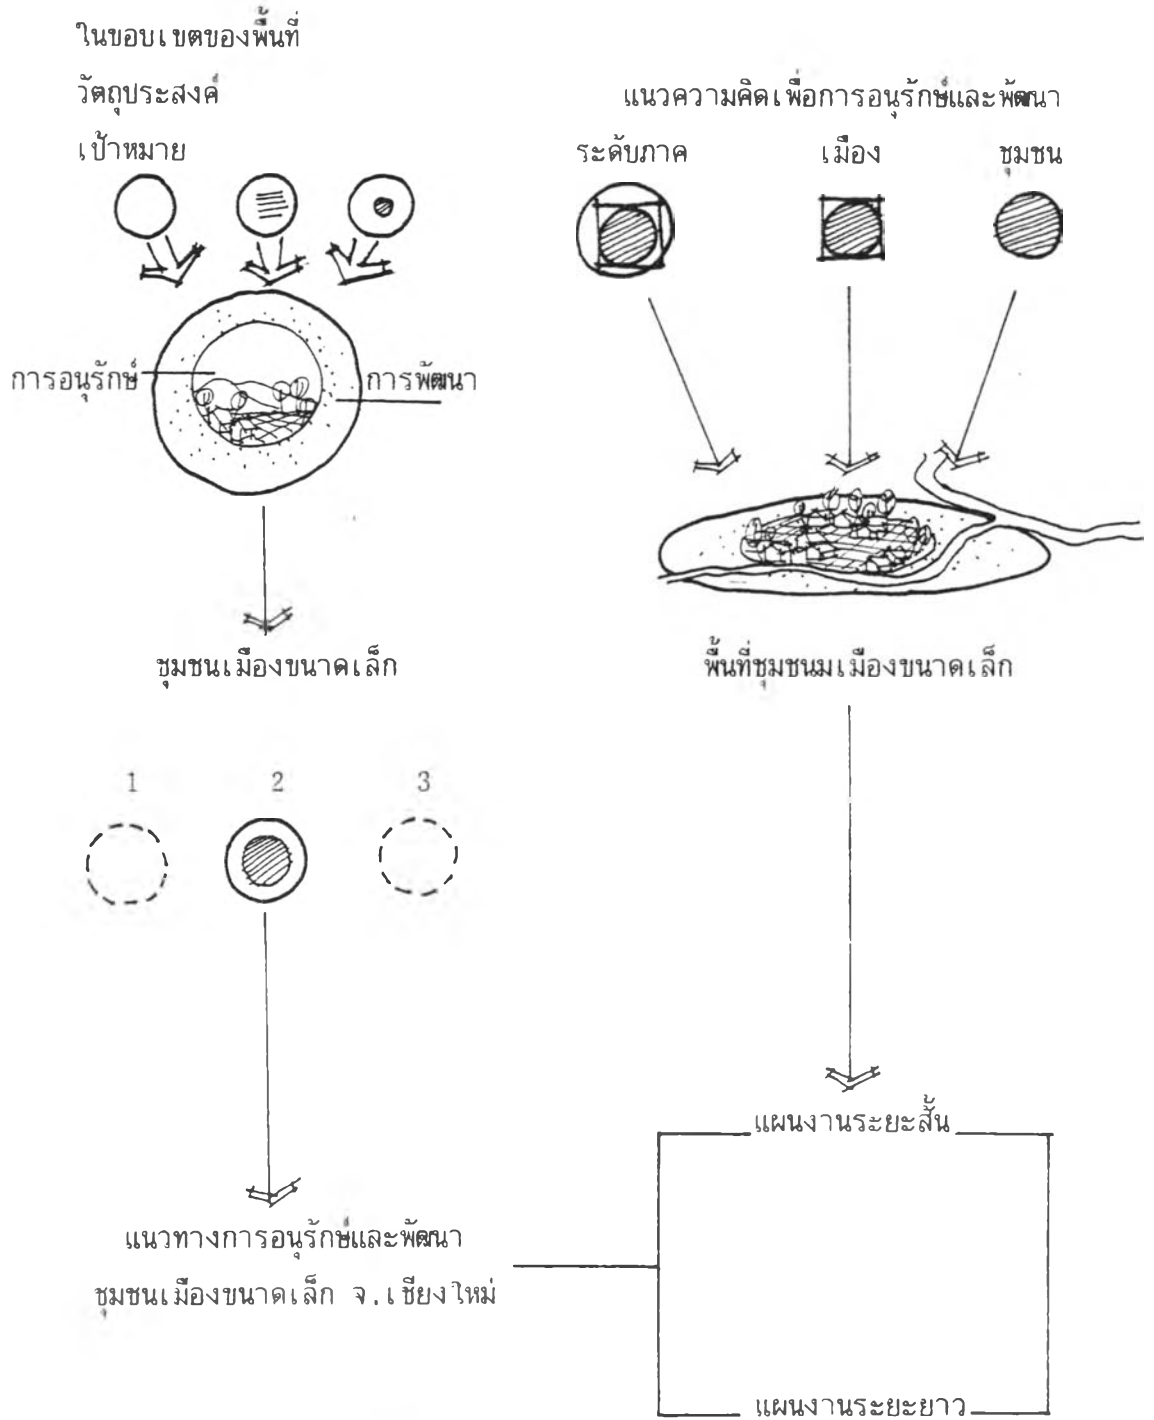 ในขอบเขตของพื้นที่
วัตถุประสงค์
เป้าหมาย
แนวความคิดเพื่อการอนุรักษ์และพัฒนา
ระดับภาค เมือง ชุมชน
การอนุรักษ์ การพัฒนา
ชุมชนเมืองขนาดเล็ก
พื้นที่ชุมชนมเมืองขนาดเล็ก
1 2 3
แผนงานระยะสั้น
แนวทางการอนุรักษ์และพัฒนา
ชุมชนเมืองขนาดเล็ก จ.เชียงใหม่
แผนงานระยะยาว